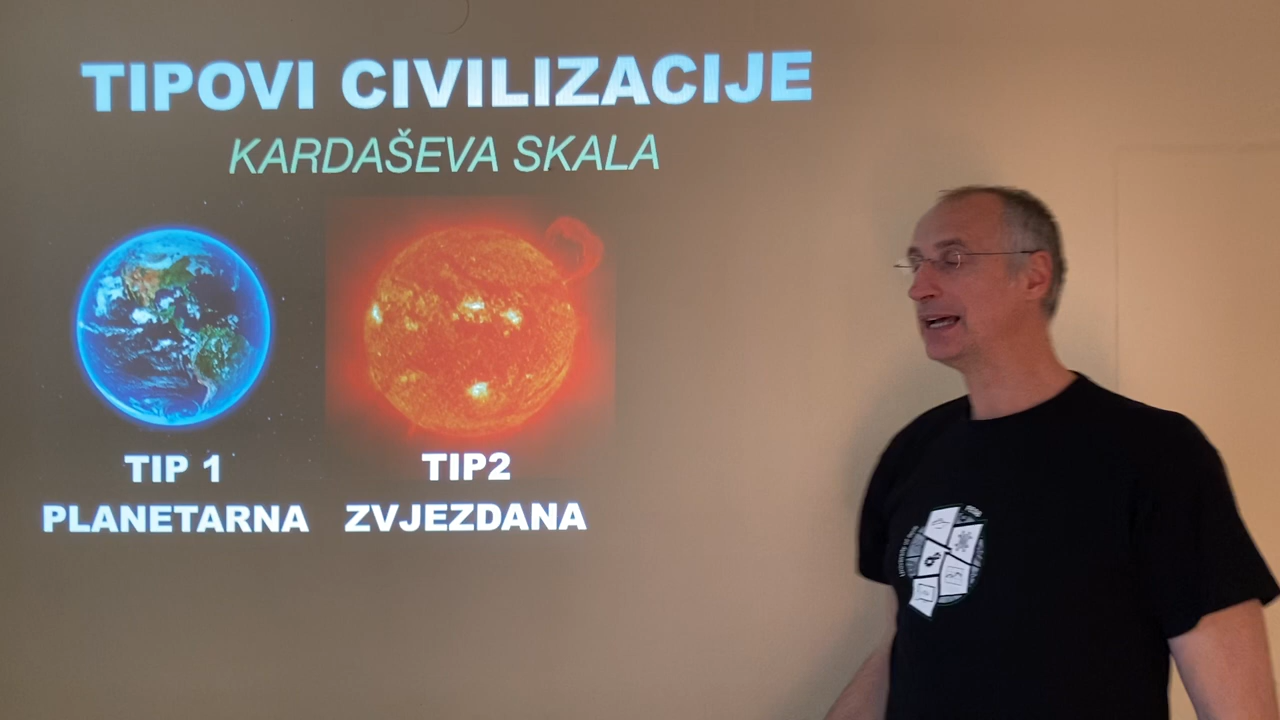 TIPOVI CIVILIZACIJE
KARDAŠEVA SKALA
TIP 1
PLANETARNA
TIP2
ZVJEZDANA